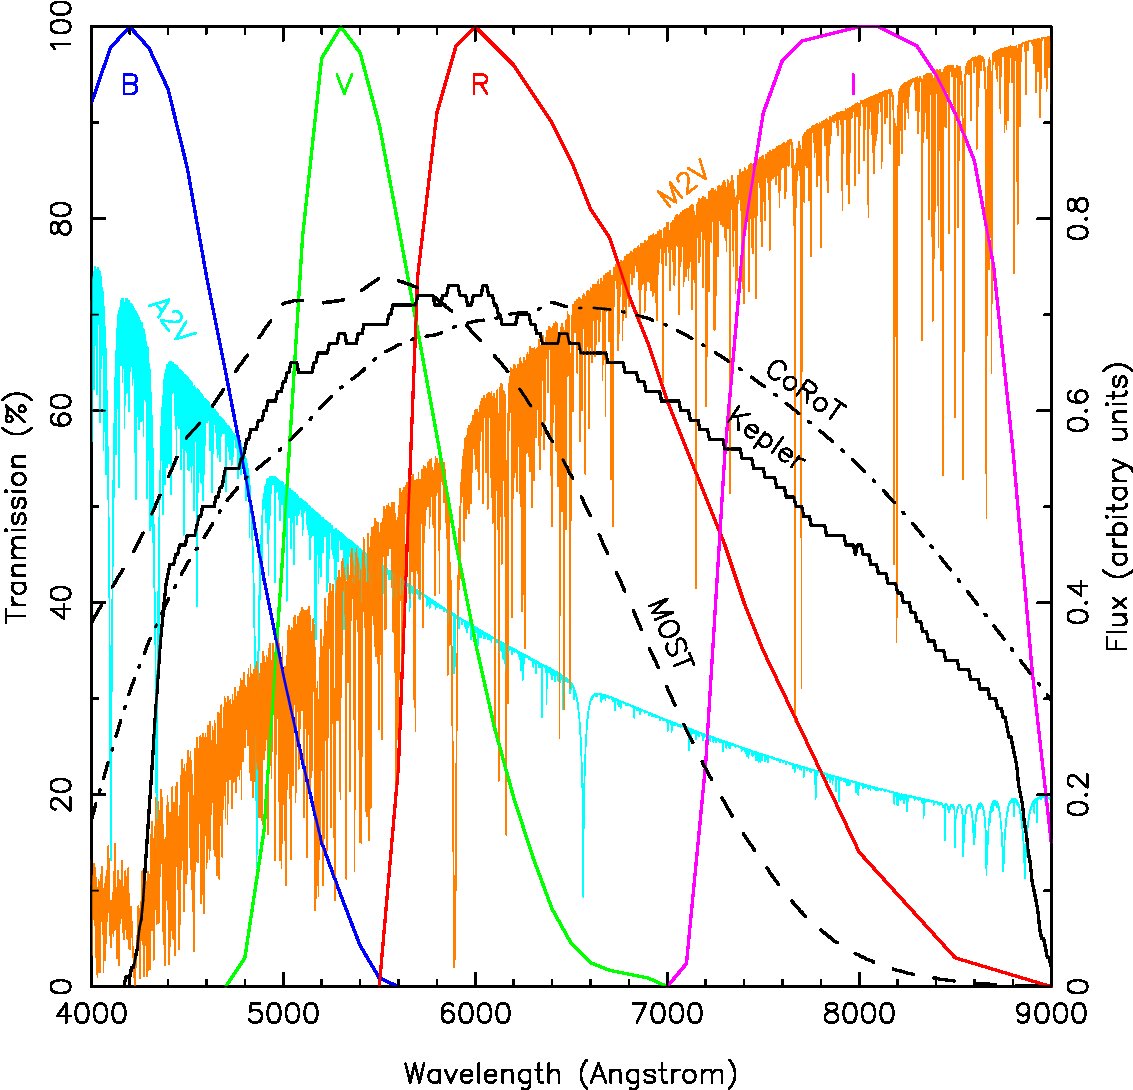 100
80
60
40
20
0
Tranmission (%)
B
V
R
I
A2V
M2V
CoRoT
Kepler
MOST
0.8
0.6
0.4
0.2
0
Flux (arbitary units)
4000 5000 6000 7000 8000 9000
Wavelength (Angstrom)